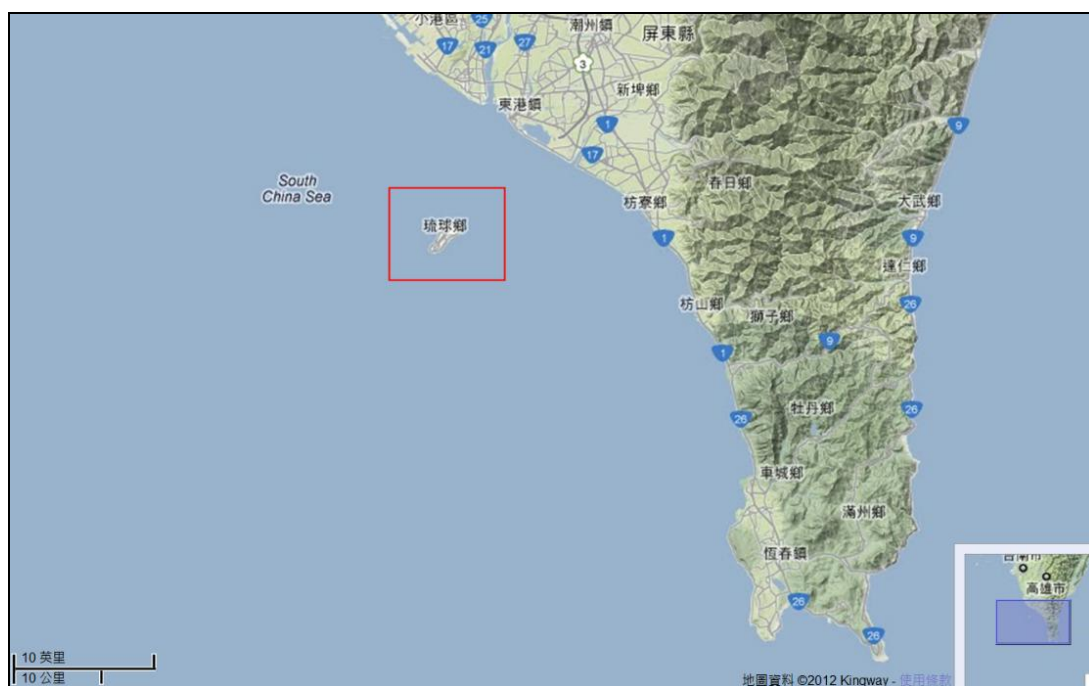 小港區
25
潮州鎮
屏東縣
17
21
27
3
新埤鄉
東港鎮
1
9
17
South
China Sea
春日鄉
枋寮鄉
大武鄉
琉球鄉
1
9
達仁鄉
枋山鄉
獅子鄉
26
9
1
牡丹鄉
26
26
車城鄉
滿州鄉
恆春鎮
台南市
高雄市
26
26
10 英里
10 公里
地圖資料 ©2012 Kingway - 使用條款